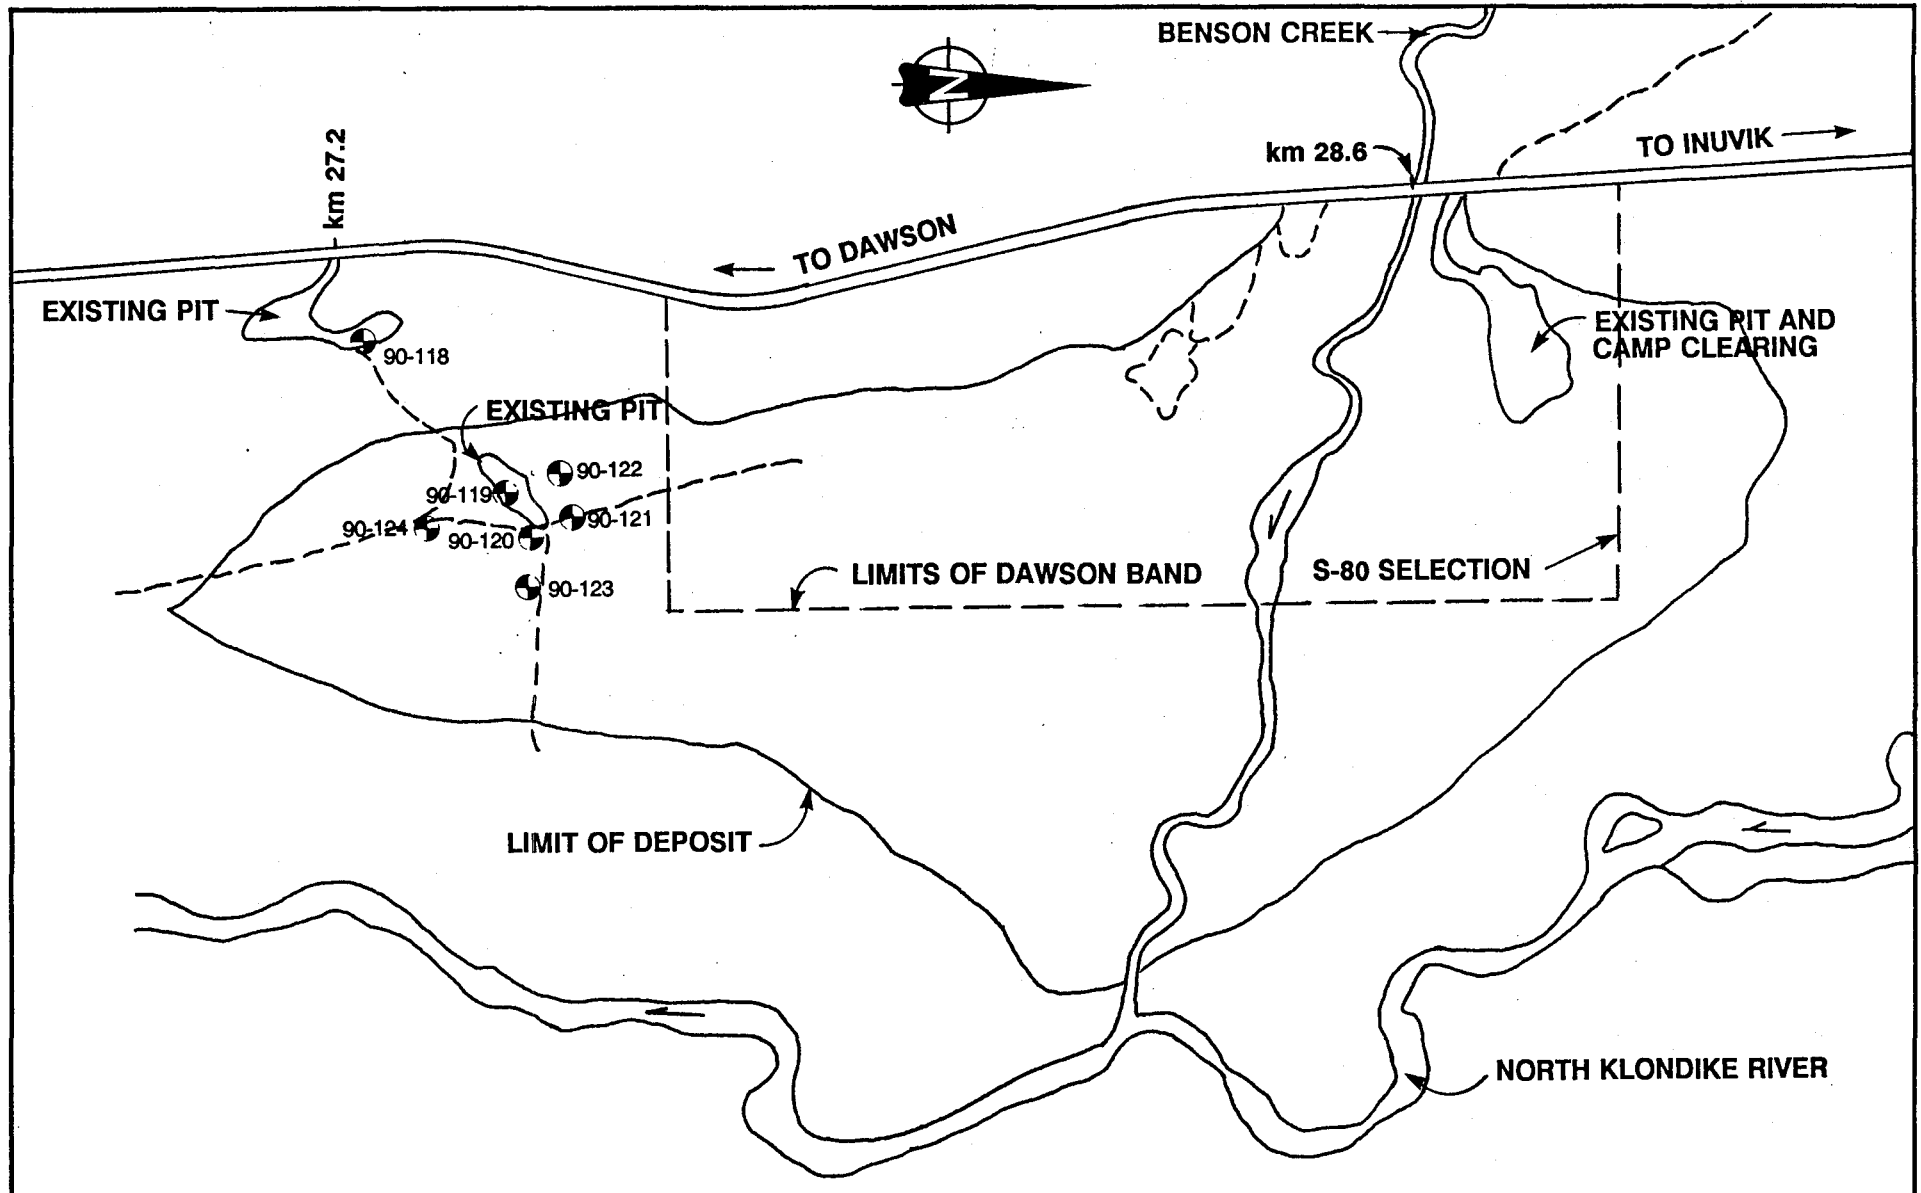 BENSON CREEK
N
km 27.2
km 28.6
TO INUVIK
TO DAWSON
EXISTING PIT
90-118
EXISTING PIT AND
CAMP CLEARING
EXISTING PIT
90-122
90-119
90-121
90-124
90-120
90-123
LIMITS OF DAWSON BAND
S-80 SELECTION
LIMIT OF DEPOSIT
NORTH KLONDIKE RIVER